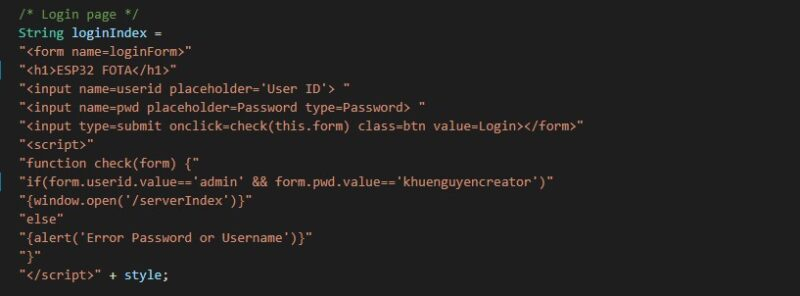 /* Login page */
String loginIndex =
"<form name=loginForm>"
"<h1>ESP32 FOTA</h1>"
"<input name=userid placeholder='User ID'> "
"<input name=pwd placeholder=Password type=Password> "
"<input type=submit onclick=check(this.form) class=btn value=Login></form>"
"<script>"
"function check(form) {"
"if(form.userid.value=='admin' && form.pwd.value=='khuenguyencreator')"
"{window.open('/serverIndex')}"
"else"
"{alert('Error Password or Username')}"
"}"
"</script>" + style;